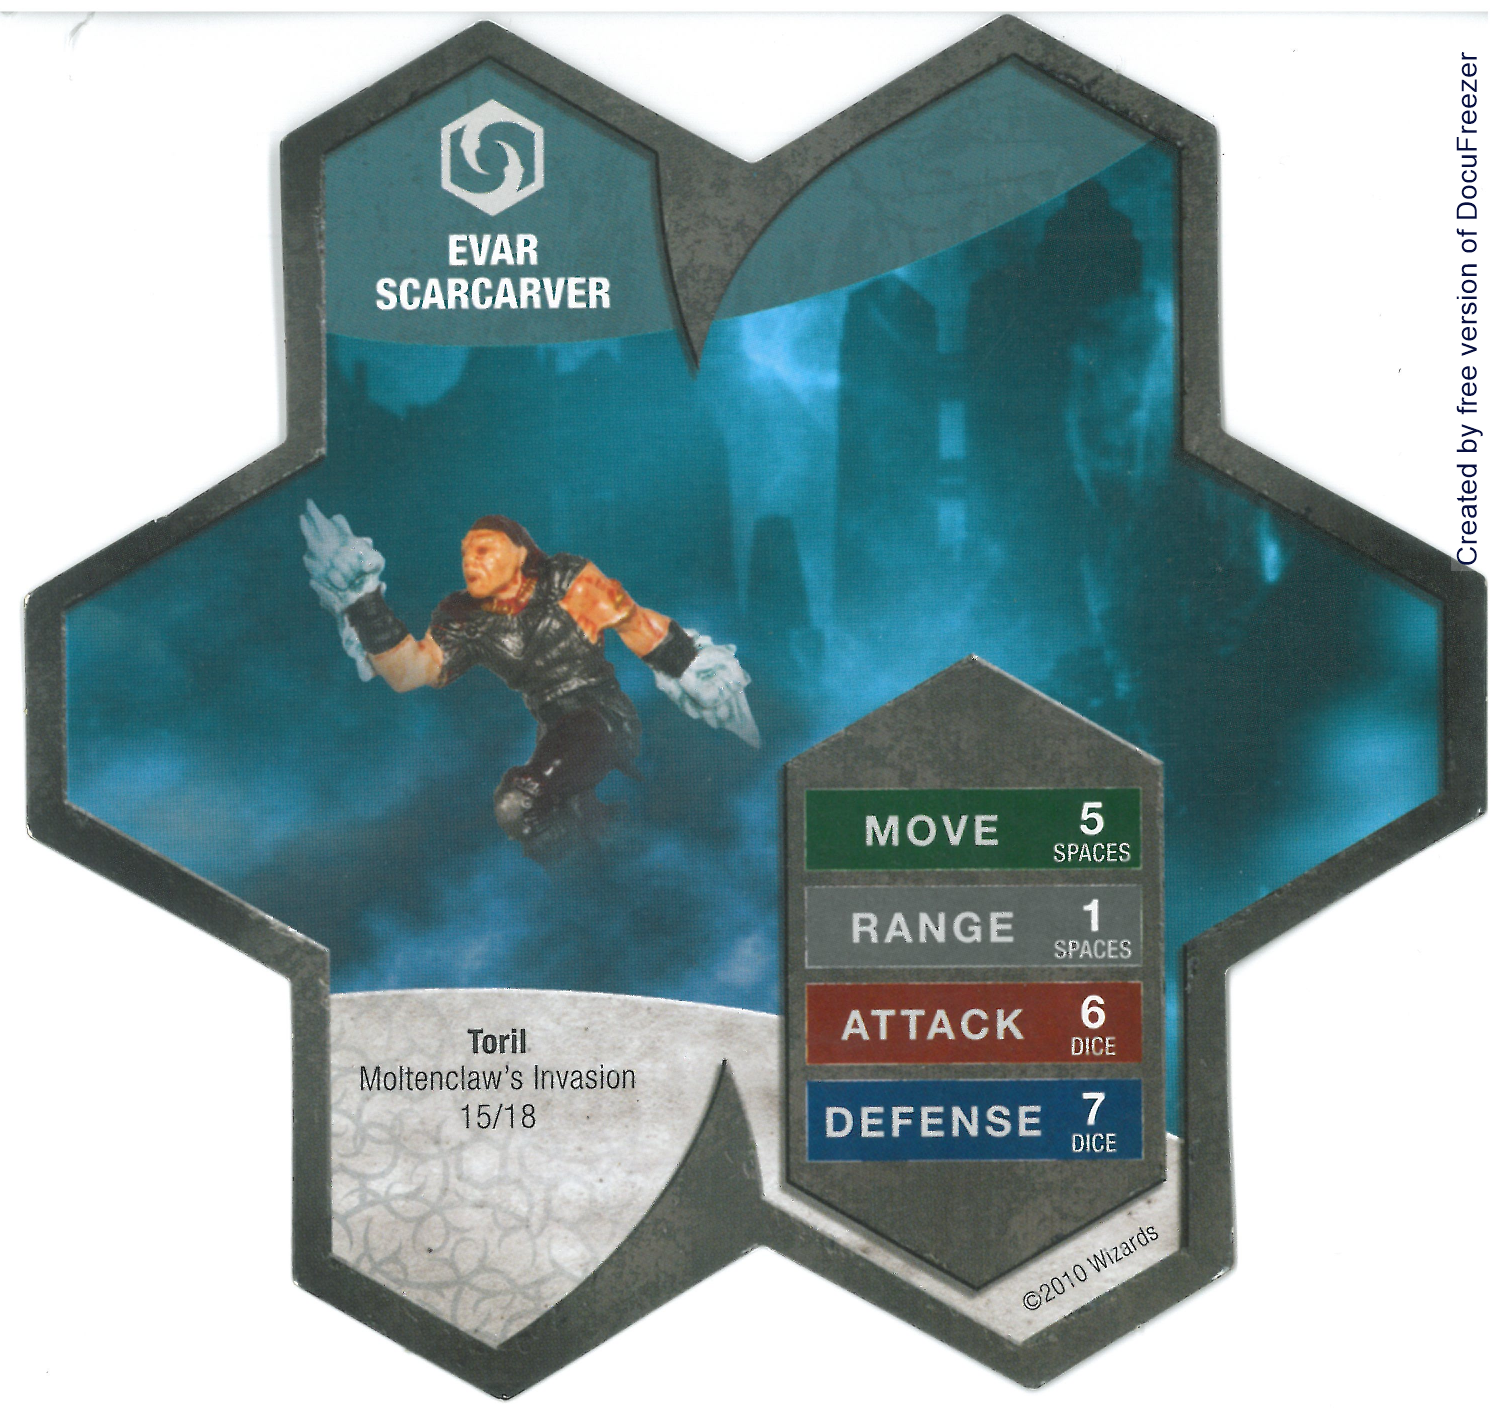 EVAR
SCARCARVER
MOVE 5
SPACES
RANGE 1
SPACES
ATTACK 6
DICE
DEFENSE 7
DICE
Toril
Moltenclaw's Invasion
15/18
©2010 Wizards
Created by free version of DocuFreezer